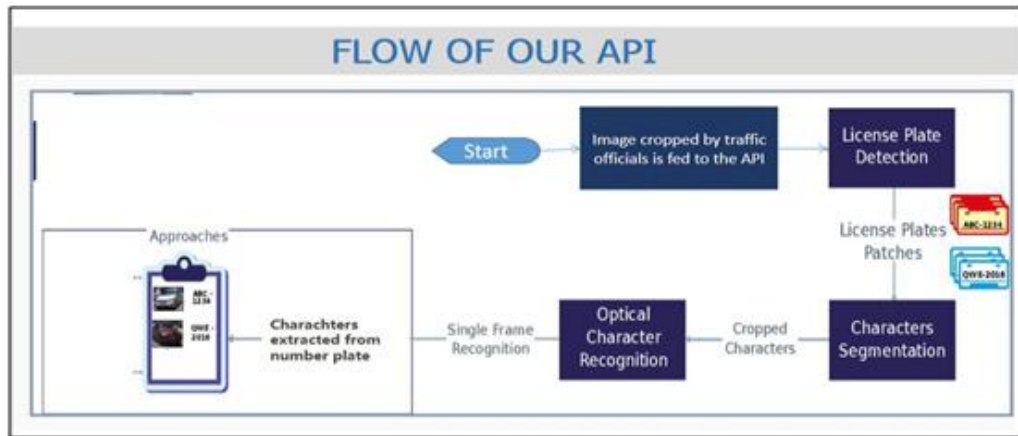 FLOW OF OUR API
Start
Image cropped by traffic
officials is fed to the API
License Plate
Detection
License Plates
Patches
ABC-1234
QWE-2016
Characters
Segmentation
Cropped
Characters
Optical
Character
Recognition
Single Frame
Recognition
Approaches
Charachters
extracted from
number plate
ABC -
1234
QWE -
2016